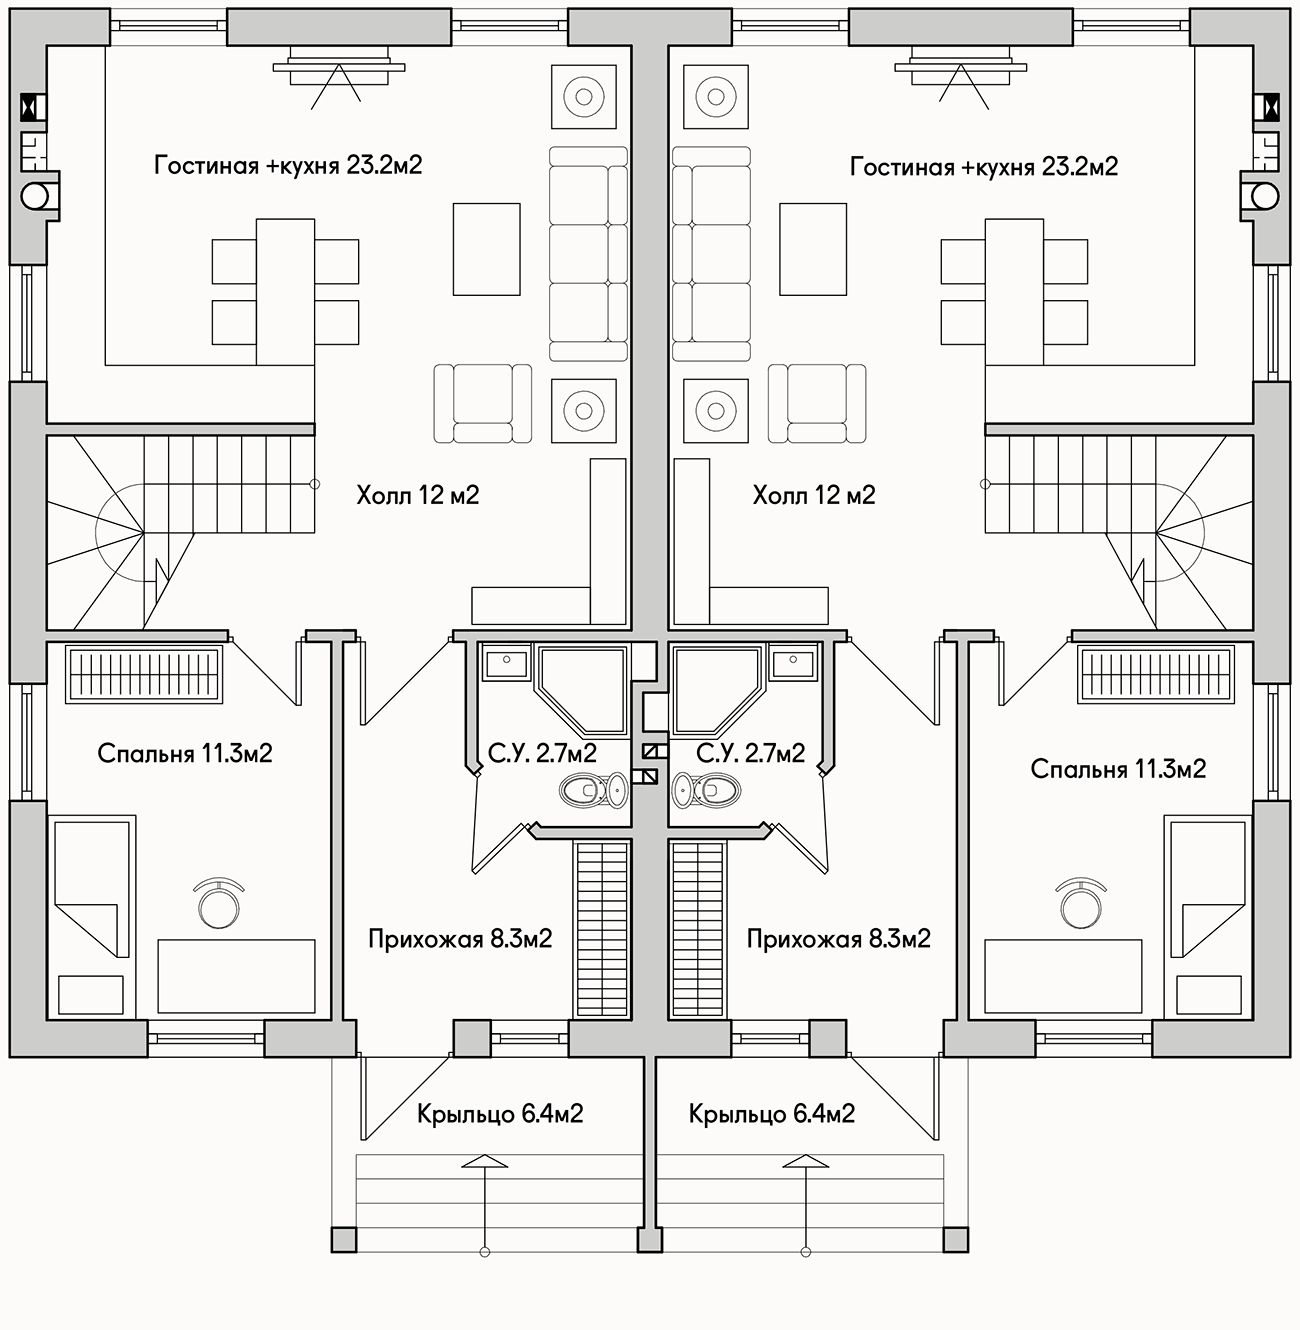 Гостиная +кухня 23.2м2
Гостиная +кухня 23.2м2
Холл 12 м2
Холл 12 м2
Спальня 11.3м2
С.У. 2.7м2
С.У. 2.7м2
Спальня 11.3м2
Прихожая 8.3м2
Прихожая 8.3м2
Крыльцо 6.4м2
Крыльцо 6.4м2